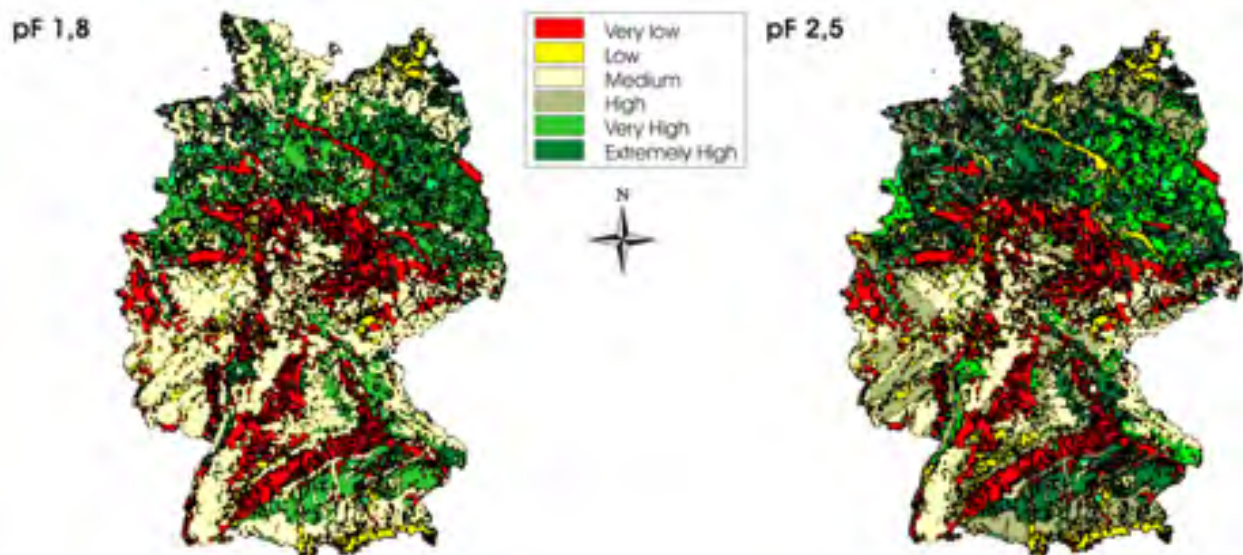 pF 1,8
Very low
Low
Medium
High
Very High
Extremely High
N
pF 2,5